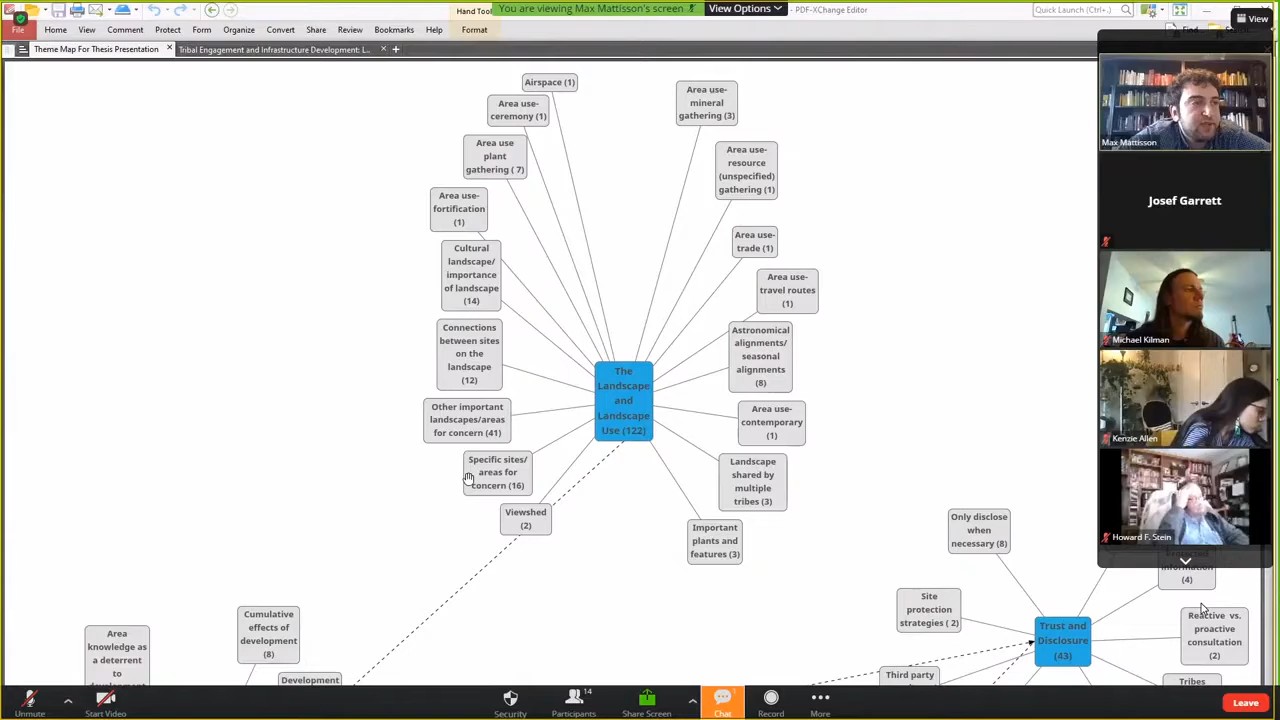 You are viewing Max Mattisson's screen
View Options
Hand Tool
- PDF-XChange Editor
Quick Launch (Ctrl+.)
View
File
Home
View
Comment
Protect
Form
Organize
Convert
Share
Review
Bookmarks
Help
Format
Find...
Theme Map For Thesis Presentation
Tribal Engagement and Infrastructure Development: L...
Airspace (1)
Area use-
ceremony (1)
Area use
plant
gathering ( 7)
Area use-
fortification
(1)
Cultural
landscape/
importance
of landscape
(14)
Connections
between sites
on the
landscape
(12)
Other important
landscapes/areas
for concern (41)
Specific sites/
areas for
concern (16)
Viewshed
(2)
The
Landscape
and
Landscape
Use (122)
Area use-
mineral
gathering (3)
Area use-
resource
(unspecified)
gathering (1)
Area use-
trade (1)
Area use-
travel routes
(1)
Astronomical
alignments/
seasonal
alignments
(8)
Area use-
contemporary
(1)
Landscape
shared by
multiple
tribes (3)
Important
plants and
features (3)
Only disclose
when
necessary (8)
Site
protection
strategies ( 2)
Trust and
Disclosure
(43)
Third party
Protected
information
(4)
Reactive vs.
proactive
consultation
(2)
Tribes
Cumulative
effects of
development
(8)
Area
knowledge as
a deterrent
to
Development
Max Mattisson
Josef Garrett
Michael Kilman
Kenzie Allen
Howard F. Stein
Unmute
Start Video
Security
14
Participants
Share Screen
1
Chat
Record
More
Leave